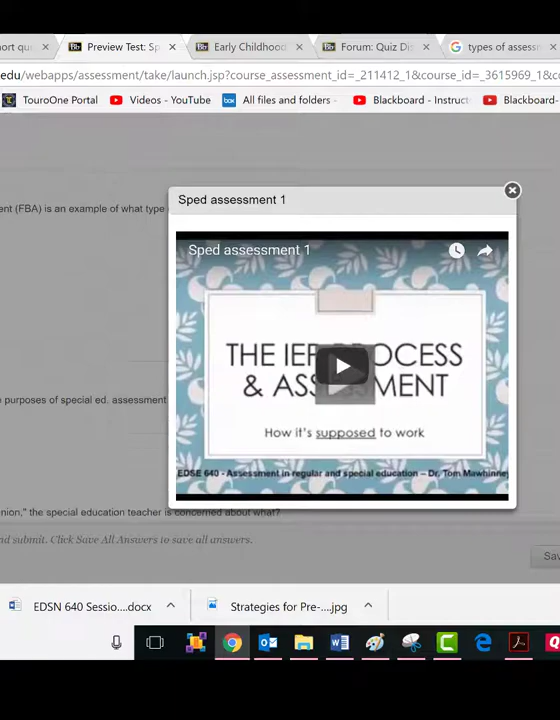 ort qu
Preview Test: Sp
Early Childhood
Forum: Quiz Di
types of assessm
edu/webapps/assessment/take/launch.jsp?course_assessment_id=_211412_1&course_id=_3615969_1&co
TouroOne Portal
Videos - YouTube
box
All files and folders -
Blackboard - Instruct
Blackboard-
ent (FBA) is an example of what type
Sped assessment 1
Sped assessment 1
THE IEP PROCESS
& ASSESSMENT
How it's supposed to work
EDSE 640 - Assessment in regular and special education – Dr. Tom Mawhinney
e purposes of special ed. assessment
nion," the special education teacher is concerned about what?
nd submit. Click Save All Answers to save all answers.
Sav
EDSN 640 Sessio....docx
Strategies for Pre-....jpg